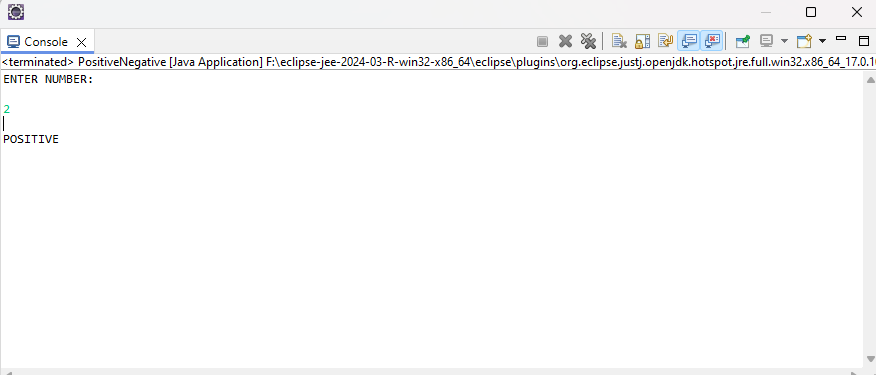 Console
<terminated> PositiveNegative [Java Application] F:\eclipse-jee-2024-03-R-win32-x86_64\eclipse\plugins\org.eclipse.justj.openjdk.hotspot.jre.full.win32.x86_64_17.0.10
ENTER NUMBER:
2
POSITIVE